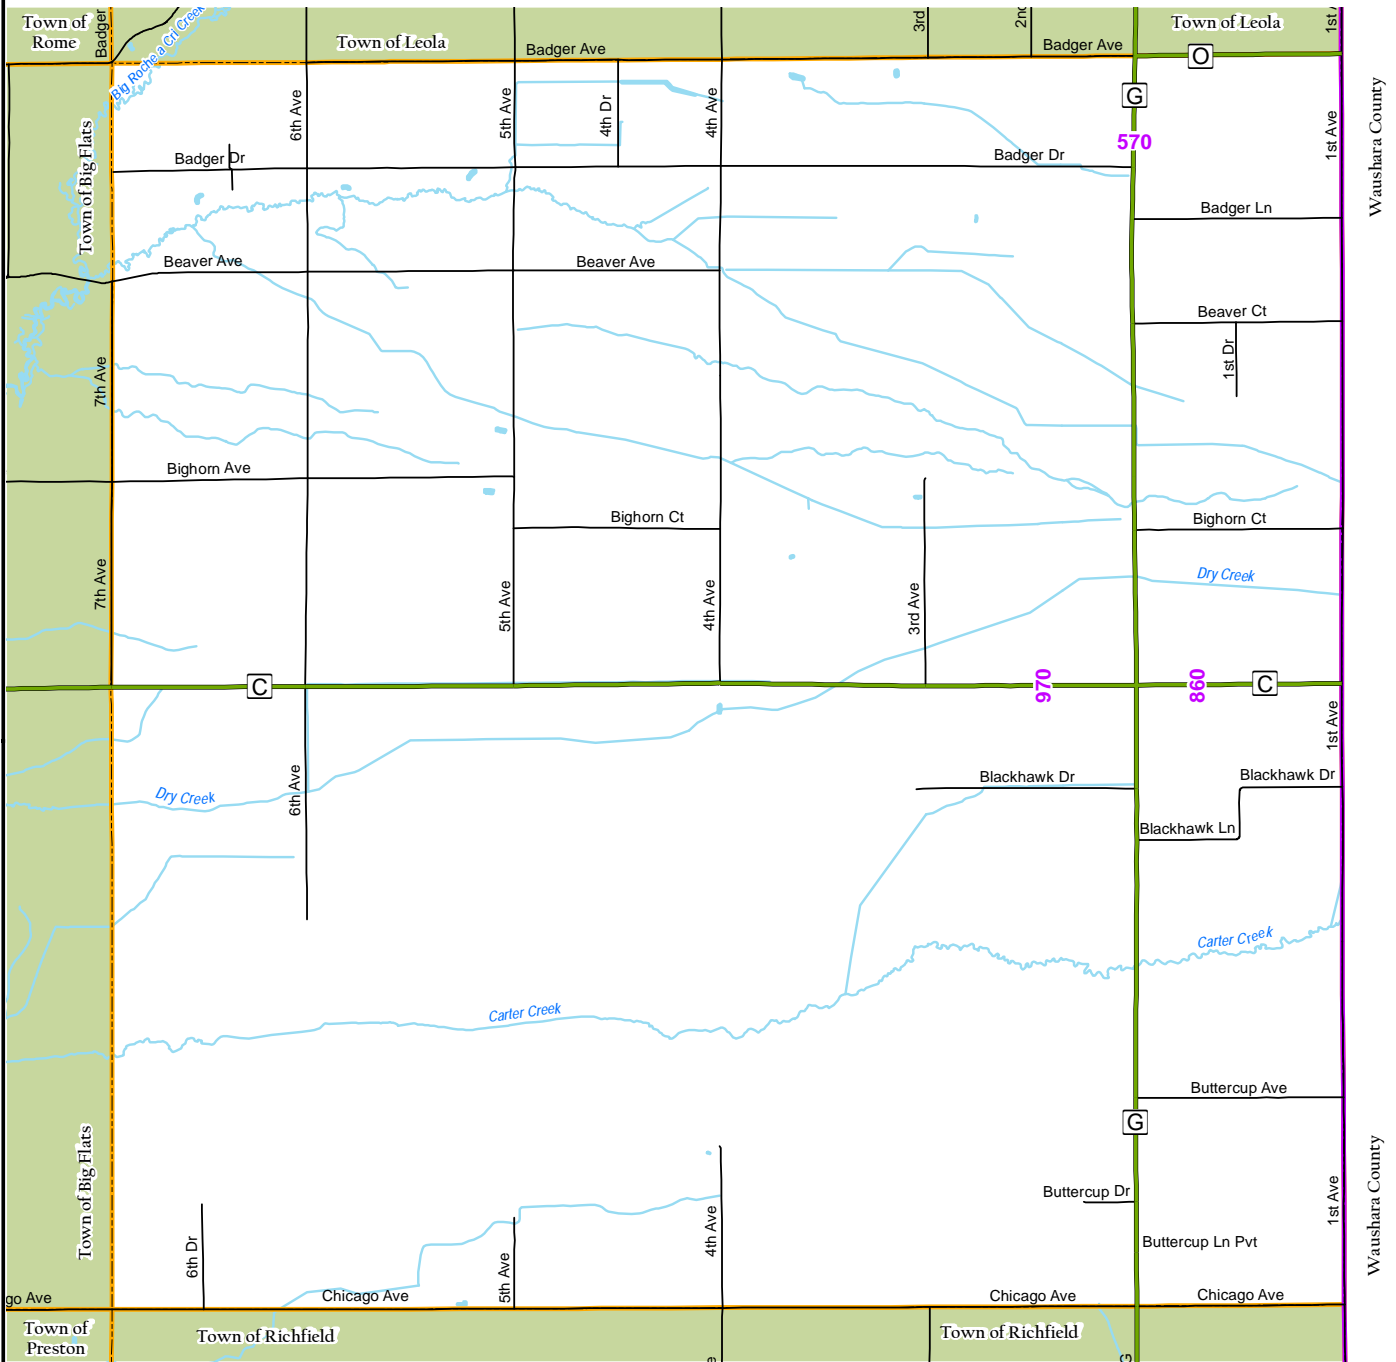 Town of
Rome
Badger
Big Roche a Cri Creek
Town of Leola
Badger Ave
3rd
2nd
Badger Ave
Town of Leola
1st
O
G
570
Waushara County
Town of Big Flats
6th Ave
5th Ave
4th Dr
4th Ave
1st Ave
Badger Dr
Badger Dr
Badger Ln
Beaver Ave
Beaver Ave
Beaver Ct
1st Dr
7th Ave
Bighorn Ave
Bighorn Ct
Bighorn Ct
Dry Creek
7th Ave
5th Ave
4th Ave
3rd Ave
C
970
860
C
1st Ave
6th Ave
Dry Creek
Blackhawk Dr
Blackhawk Dr
Blackhawk Ln
Carter Creek
Carter Creek
Buttercup Ave
G
Town of Big Flats
Waushara County
Buttercup Dr
1st Ave
6th Dr
5th Ave
4th Ave
Buttercup Ln Pvt
go Ave
Chicago Ave
Chicago Ave
Chicago Ave
Town of
Preston
Town of Richfield
Town of Richfield
e
G